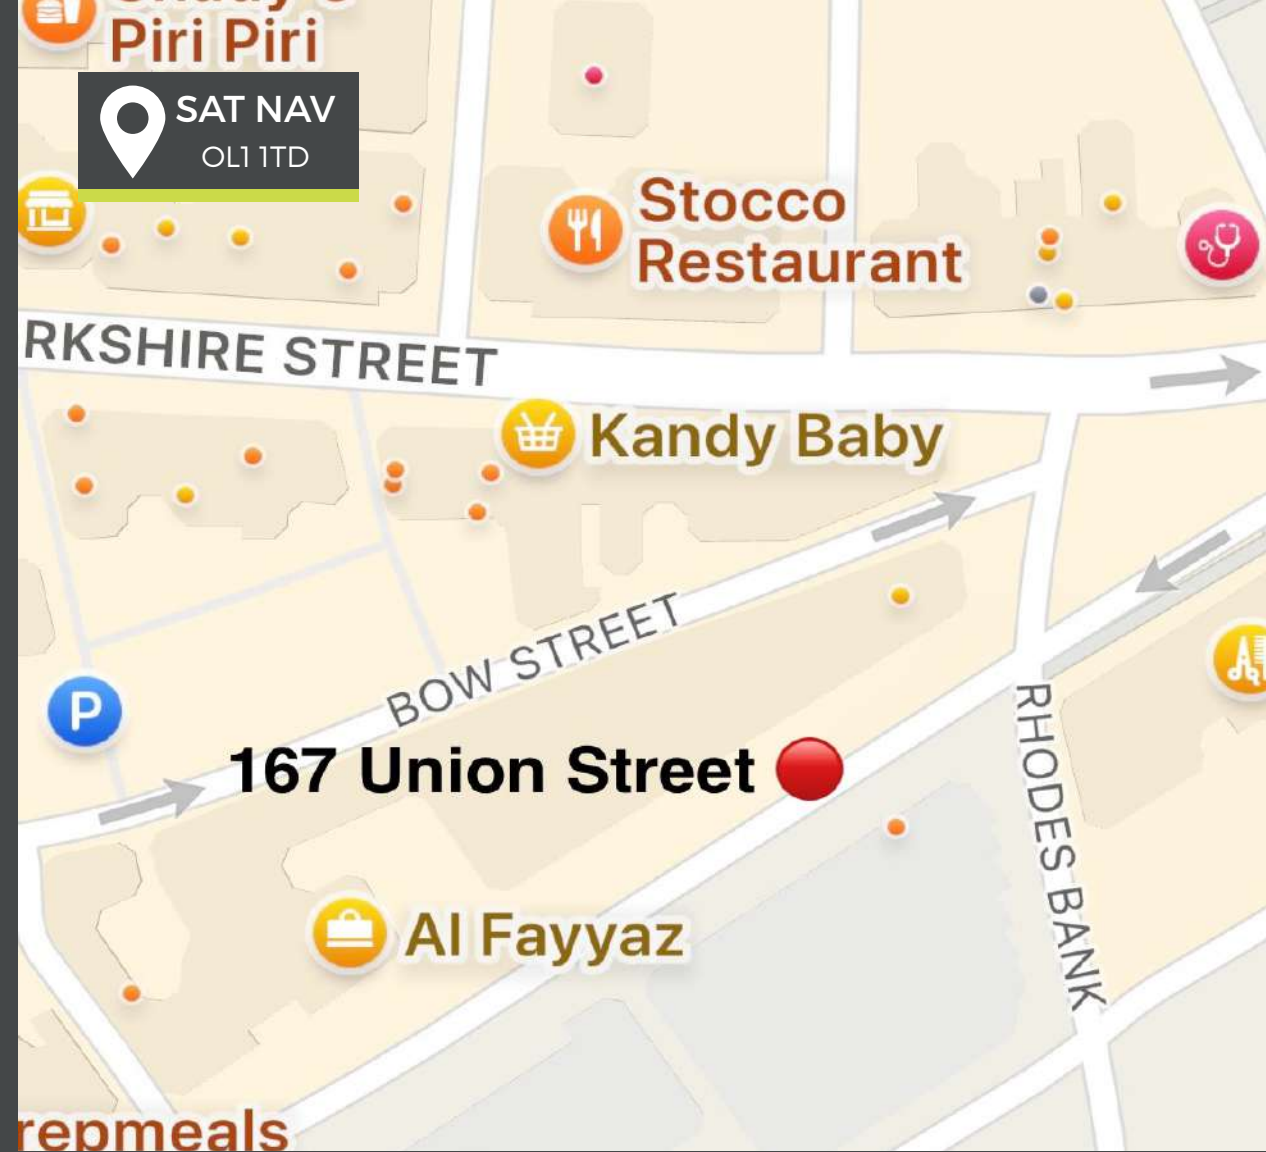 Piri Piri
SAT NAV
OL1 1TD
Stocco
Restaurant
RKSHIRE STREET
Kandy Baby
BOW STREET
P
167 Union Street
RHODES BANK
Al Fayyaz
repmeals